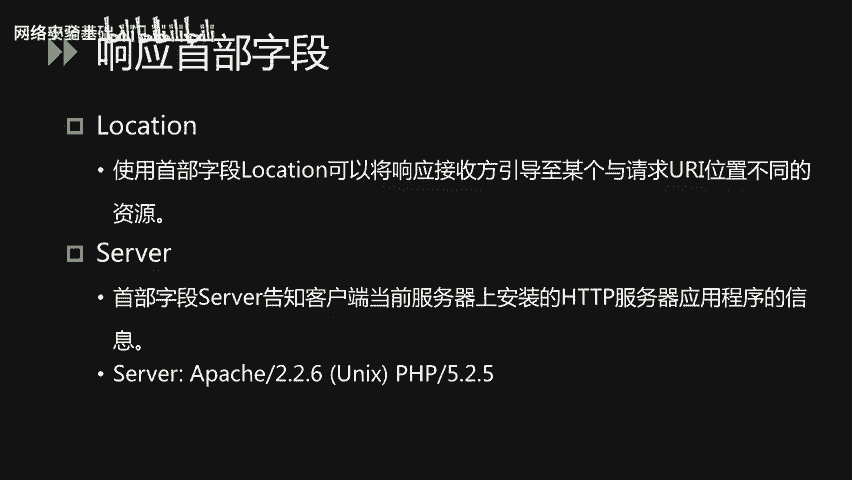 网络安全基础
响应首部字段
Location
• 使用首部字段Location可以将响应接收方引导至某个与请求URI位置不同的
资源。
Server
• 首部字段Server告知客户端当前服务器上安装的HTTP服务器应用程序的信
息。
• Server: Apache/2.2.6 (Unix) PHP/5.2.5